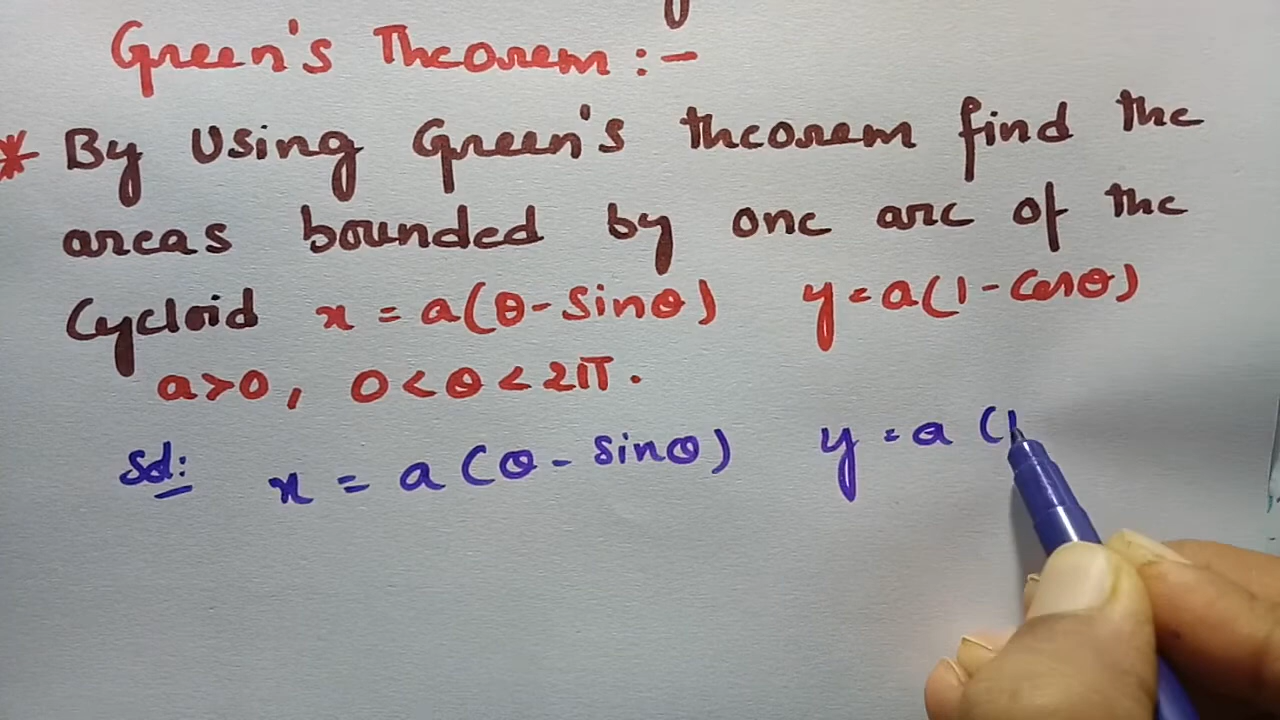 Green's Theorem :-
* By Using Green's theorem find the
areas bounded by one arc of the
Cycloid x = a(θ - Sinθ) y = a(1 - Cosθ)
a>0, 0<θ<2π.
Sol: x = a(θ - Sinθ) y = a(1